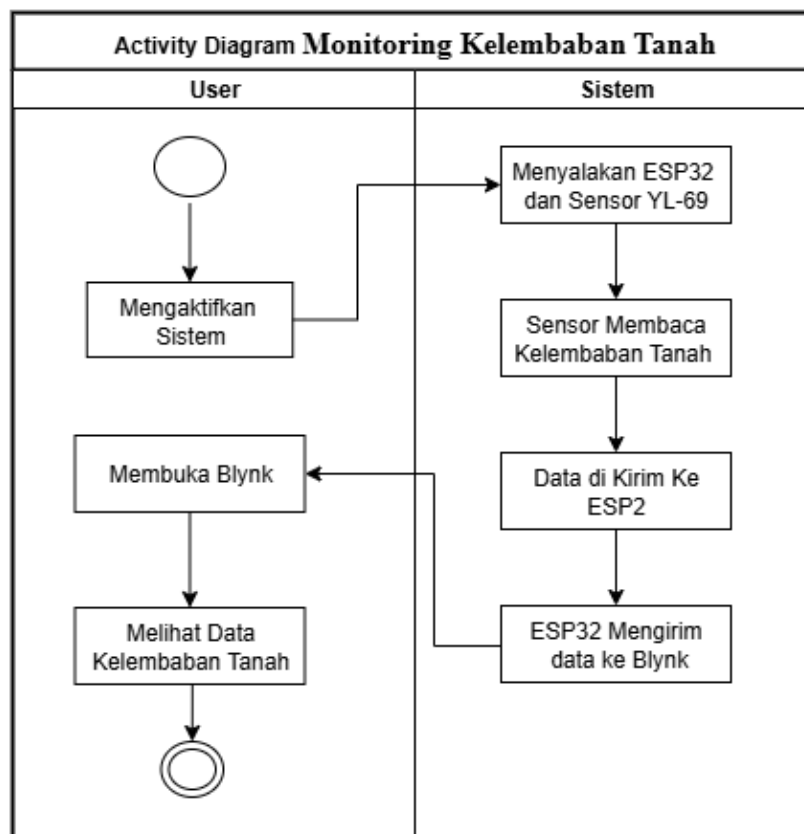 Activity Diagram Monitoring Kelembaban Tanah
User
Sistem
Menyalakan ESP32
dan Sensor YL-69
Mengaktifkan
Sistem
Sensor Membaca
Kelembaban Tanah
Data di Kirim Ke
ESP2
ESP32 Mengirim
data ke Blynk
Membuka Blynk
Melihat Data
Kelembaban Tanah